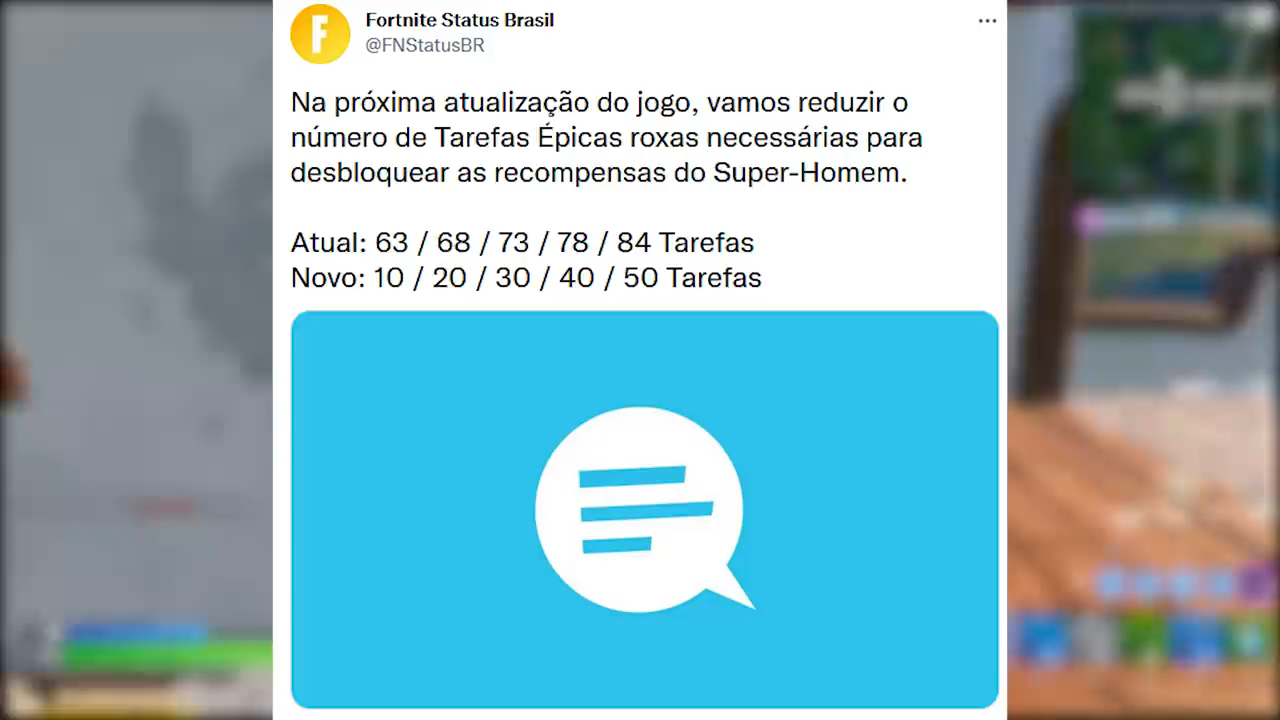 Fortnite Status Brasil
@FNStatusBR
Na próxima atualização do jogo, vamos reduzir o
número de Tarefas Épicas roxas necessárias para
desbloquear as recompensas do Super-Homem.
Atual: 63 / 68 / 73 / 78 / 84 Tarefas
Novo: 10 / 20 / 30 / 40 / 50 Tarefas